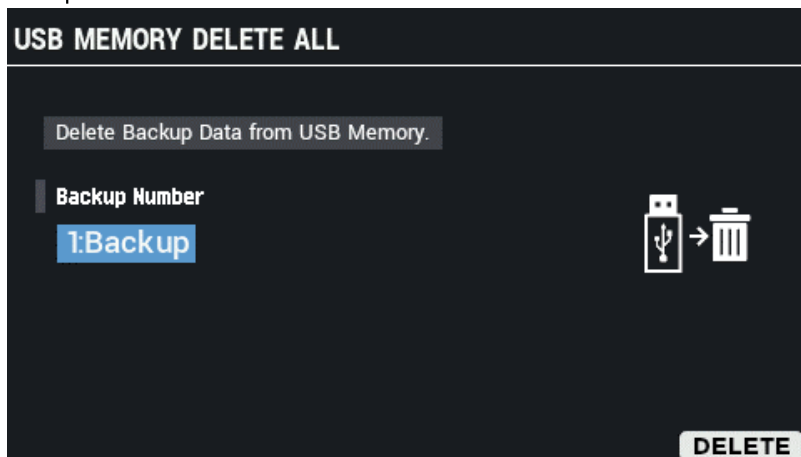 USB MEMORY DELETE ALL
Delete Backup Data from USB Memory.
Backup Number
1:Backup
DELETE